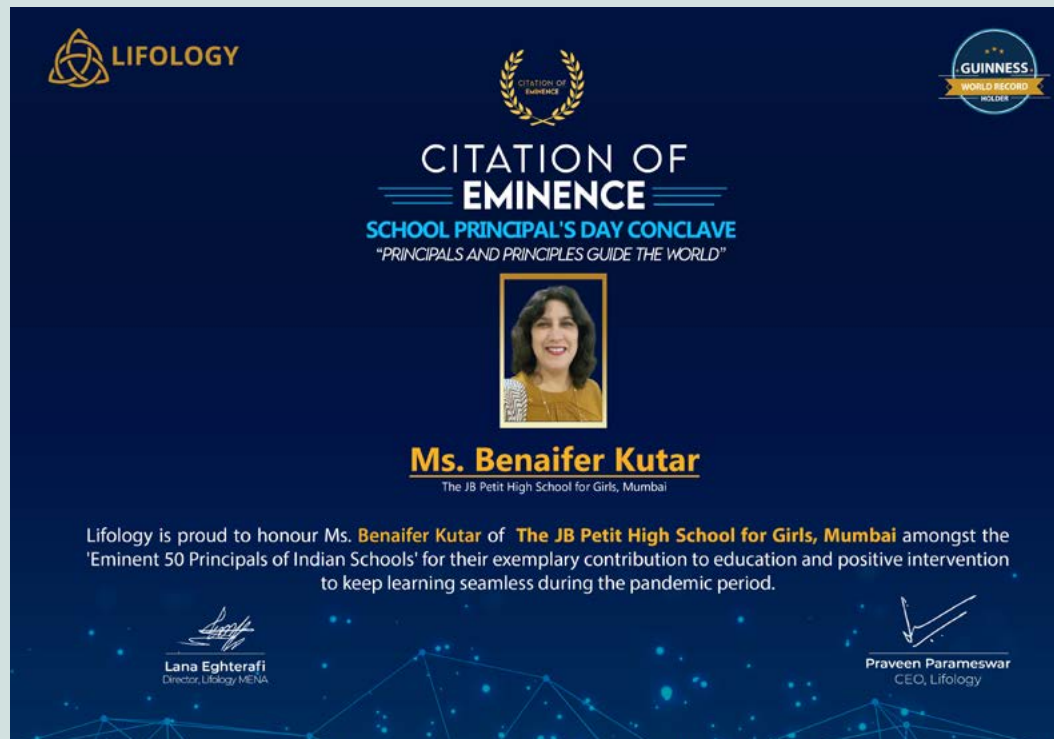 LIFOLOGY
CITATION OF
EMINENCE
GUINNESS
WORLD RECORD
HOLDER
CITATION OF
EMINENCE
SCHOOL PRINCIPAL'S DAY CONCLAVE
"PRINCIPALS AND PRINCIPLES GUIDE THE WORLD"
Ms. Benaifer Kutar
The JB Petit High School for Girls, Mumbai
Lifology is proud to honour Ms. Benaifer Kutar of The JB Petit High School for Girls, Mumbai amongst the
'Eminent 50 Principals of Indian Schools' for their exemplary contribution to education and positive intervention
to keep learning seamless during the pandemic period.
Lana Eghterafi
Director, Lifology MENA
Praveen Parameswar
CEO, Lifology